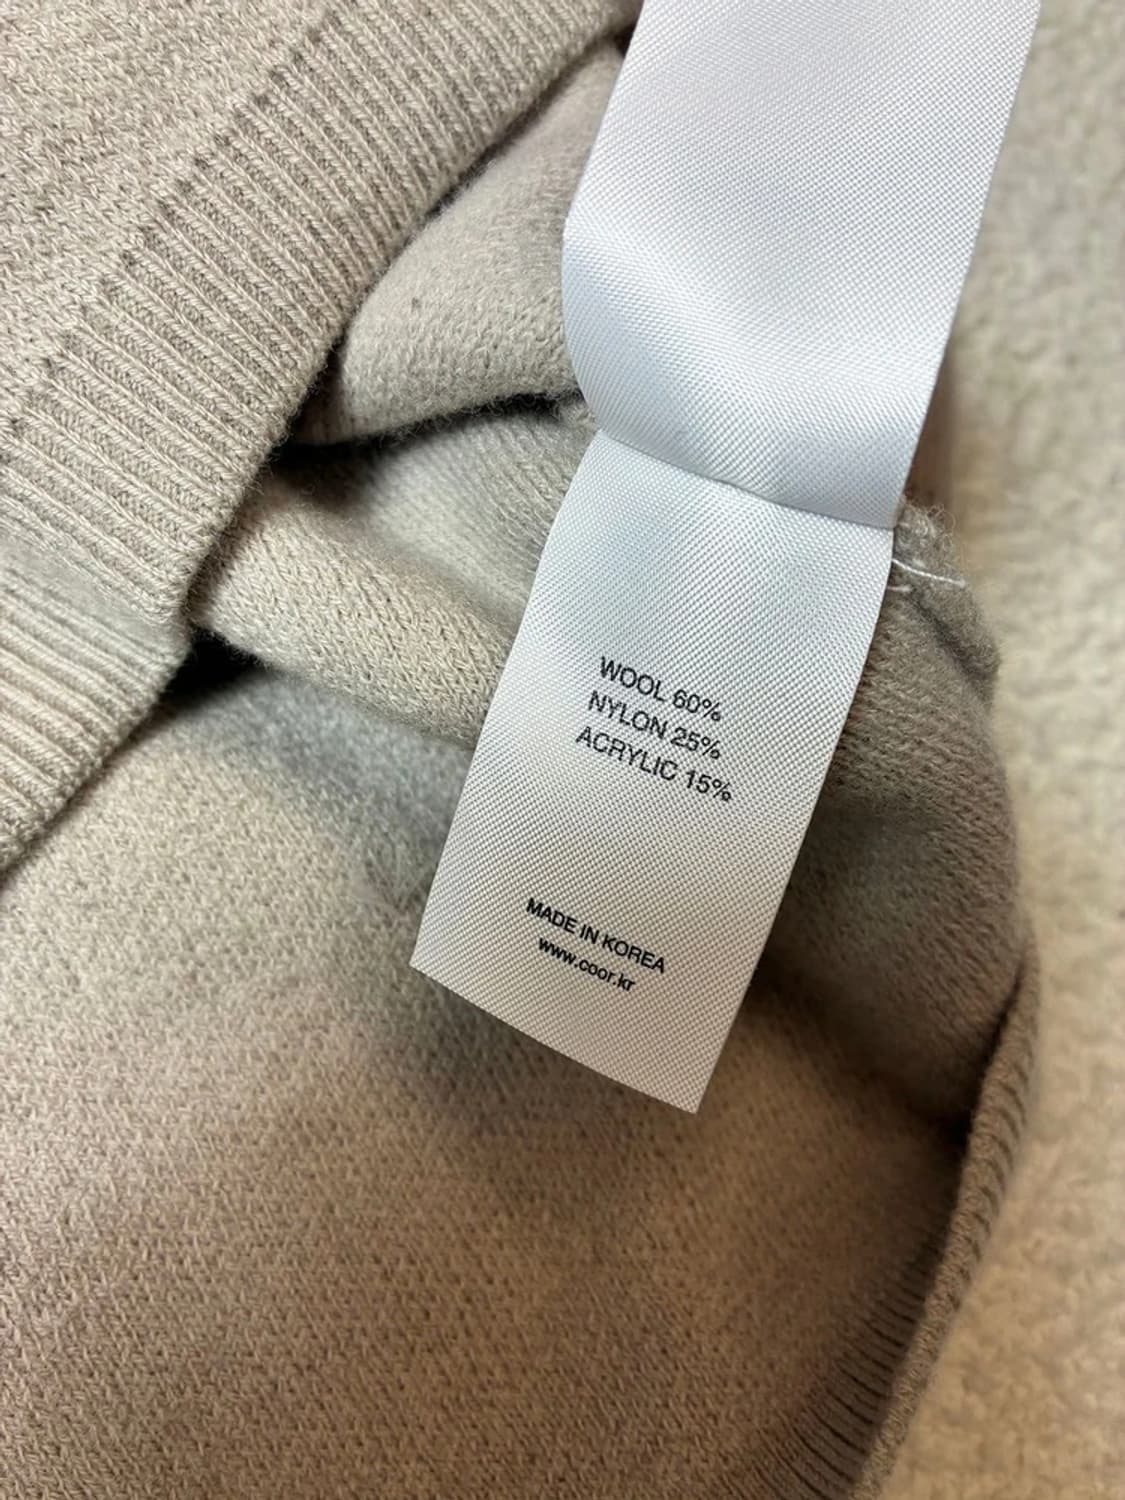 WOOL 60%
NYLON 25%
ACRYLIC 15%
MADE IN KOREA
www.coor.kr